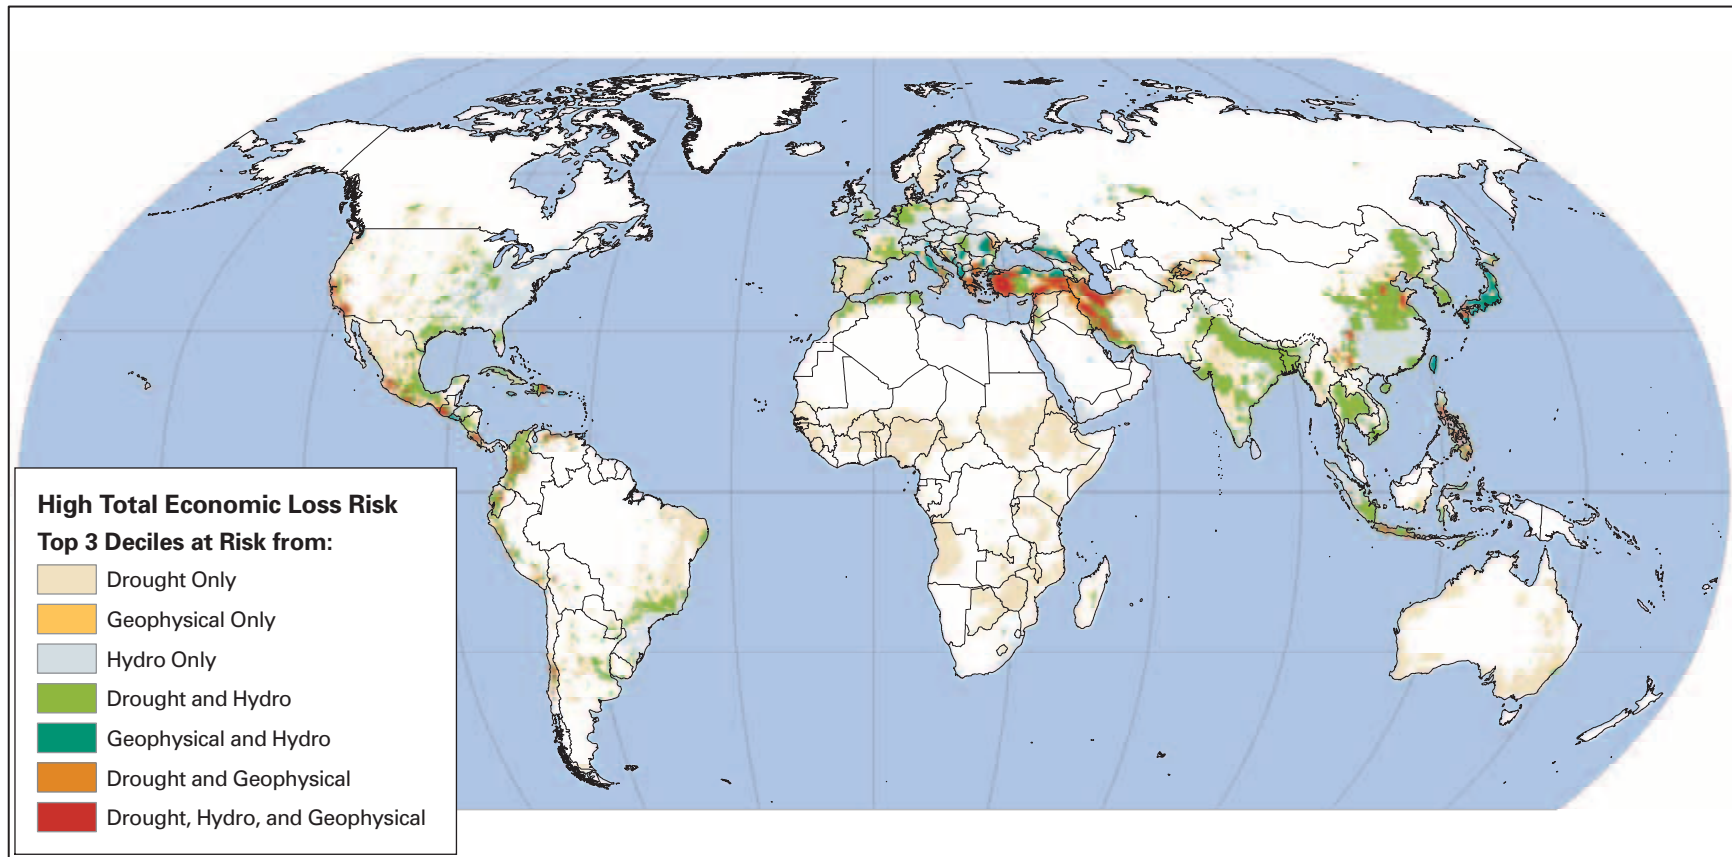 High Total Economic Loss Risk
Top 3 Deciles at Risk from:
Drought Only
Geophysical Only
Hydro Only
Drought and Hydro
Geophysical and Hydro
Drought and Geophysical
Drought, Hydro, and Geophysical